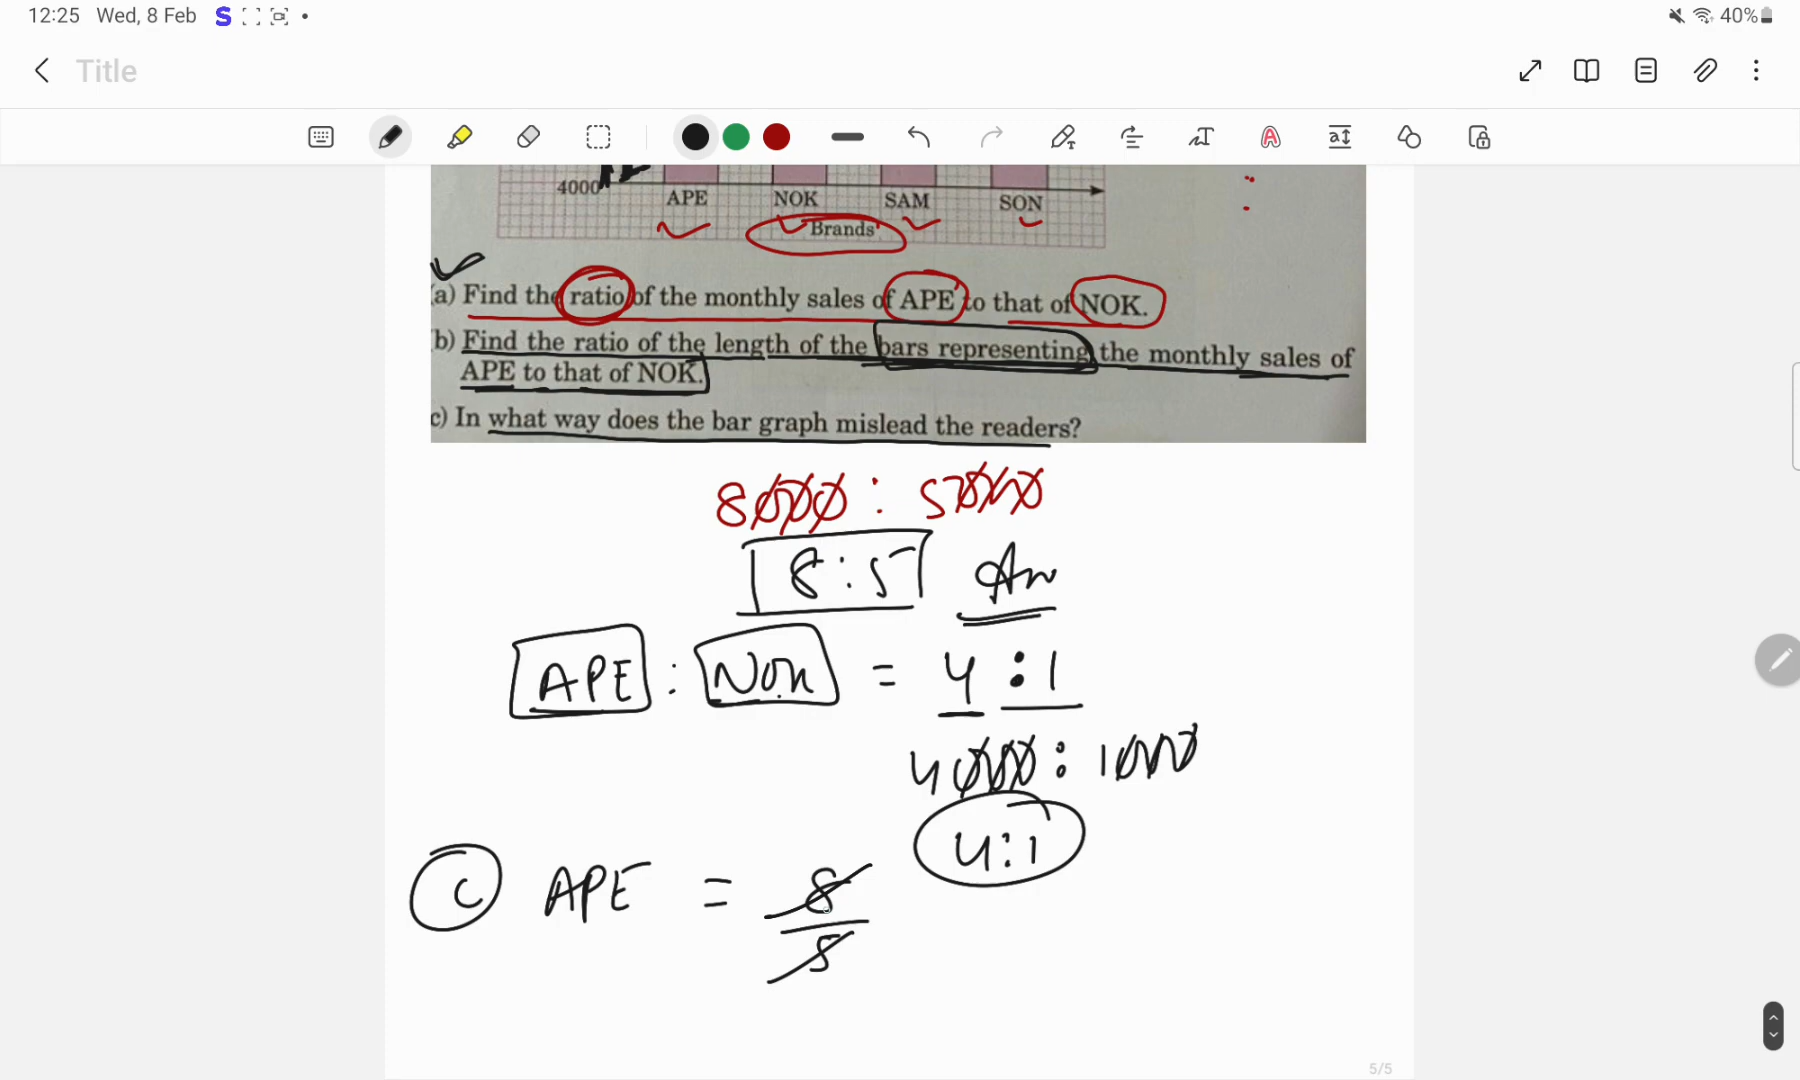 12:25 Wed, 8 Feb S
40%
Title
4000
APE NOK SAM SON
Brands
a) Find the ratio of the monthly sales of APE to that of NOK.
b) Find the ratio of the length of the bars representing the monthly sales of
APE to that of NOK.
c) In what way does the bar graph mislead the readers?
8000 : 5000
8:5 An
APE : Nok = 4 : 1
4000 : 1000
4:1
c APE = 8
5
5/5